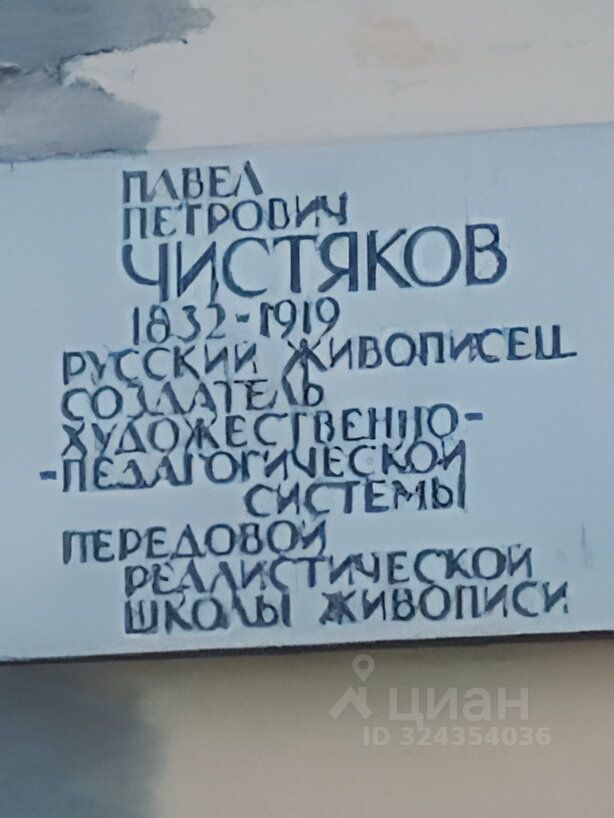 ПАВЕЛ
ПЕТРОВИЧ
ЧИСТЯКОВ
1832-1919
РУССКИЙ ЖИВОПИСЕЦ
СОЗДАТЕЛЬ
ХУДОЖЕСТВЕННО-
-ПЕДАГОГИЧЕСКОЙ
СИСТЕМЫ
ПЕРЕДОВОЙ
РЕАЛИСТИЧЕСКОЙ
ШКОЛЫ ЖИВОПИСИ
циан
ID 324354036